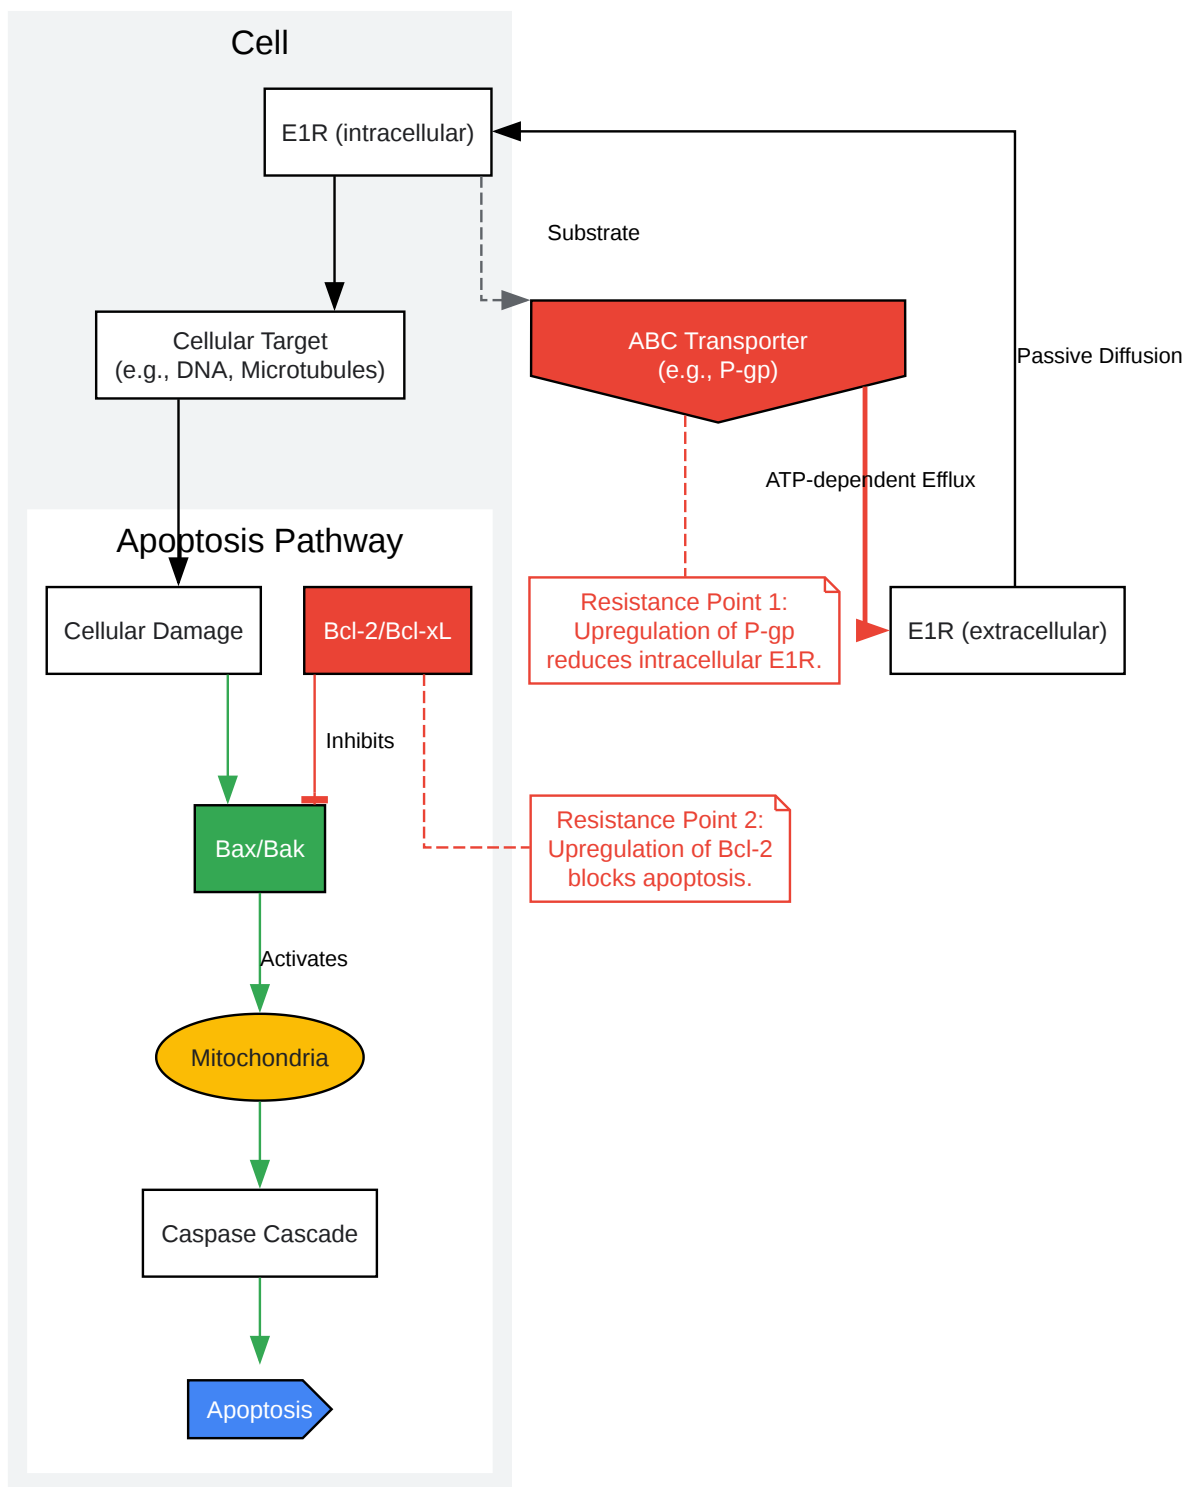 Cell
E1R (intracellular)
Substrate
Cellular Target
(e.g., DNA, Microtubules)
ABC Transporter
(e.g., P-gp)
Passive Diffusion
ATP-dependent Efflux
Apoptosis Pathway
Cellular Damage
Bcl-2/Bcl-xL
Resistance Point 1:
Upregulation of P-gp
reduces intracellular E1R.
E1R (extracellular)
Inhibits
Bax/Bak
Resistance Point 2:
Upregulation of Bcl-2
blocks apoptosis.
Activates
Mitochondria
Caspase Cascade
Apoptosis